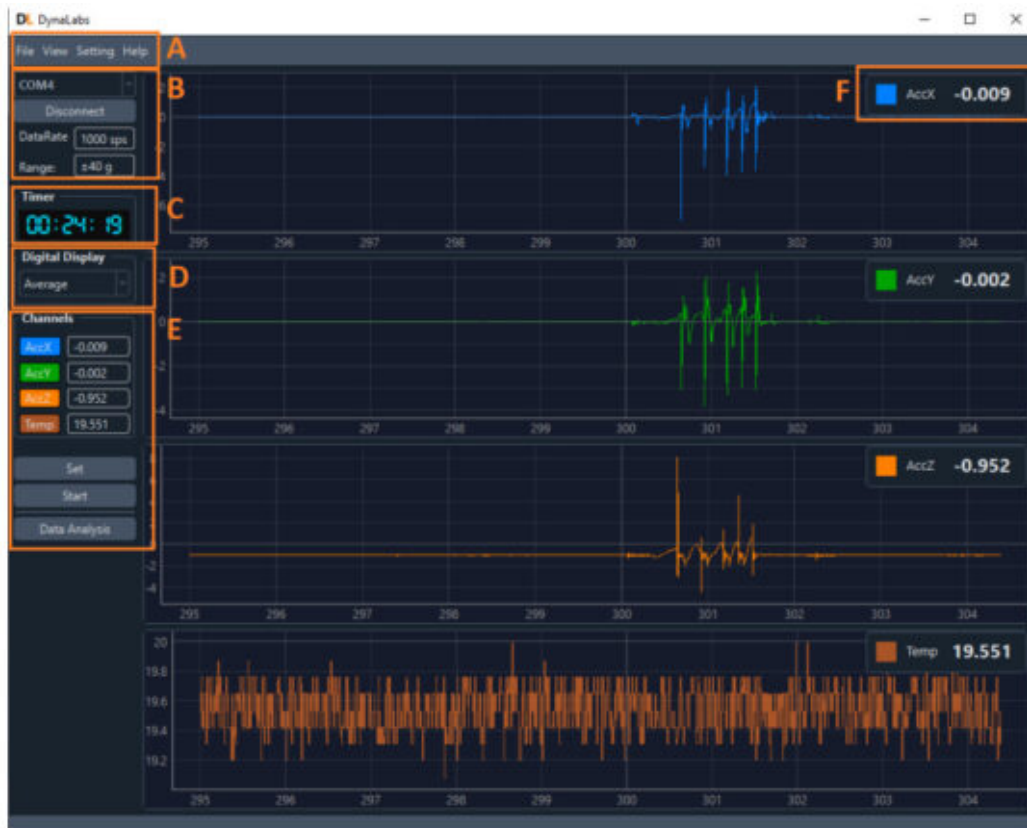 DL DynaLabs
File View Setting Help A
COM4 B
Disconnect
DataRate 1000 sps
Range: ±40 g
Timer
00:24:19 C
Digital Display
Average D
Channels E
AccX -0.009
AccY -0.002
AccZ -0.952
Temp 19.551
Set
Start
Data Analysis
F AccX -0.009
295 296 297 298 299 300 301 302 303 304
AccY -0.002
0
-2
-4
295 296 297 298 299 300 301 302 303 304
AccZ -0.952
-2
-4
295 296 297 298 299 300 301 302 303 304
Temp 19.551
20
19.8
19.6
19.4
19.2
295 296 297 298 299 300 301 302 303 304